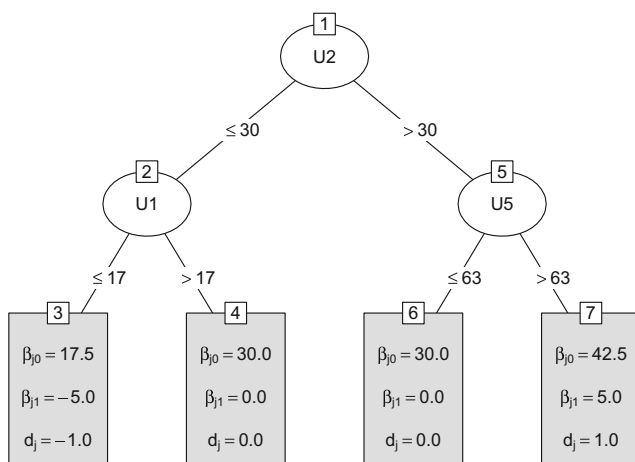 1
U2
≤ 30
> 30
2
5
U1
U5
≤ 17
> 17
≤ 63
> 63
3
4
6
7
βj0 = 17.5
βj0 = 30.0
βj0 = 30.0
βj0 = 42.5
βj1 = −5.0
βj1 = 0.0
βj1 = 0.0
βj1 = 5.0
dj = −1.0
dj = 0.0
dj = 0.0
dj = 1.0